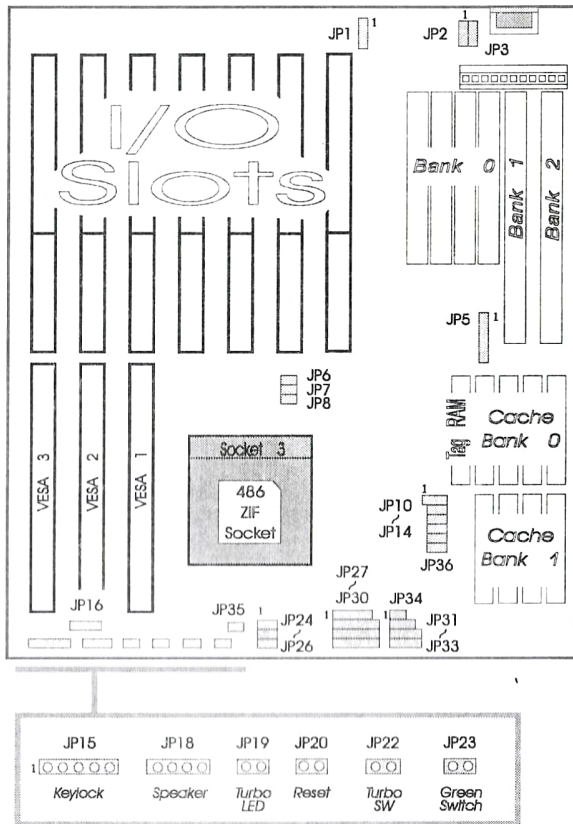 1
JP1
1
JP2
JP3
I/O
Slots
Bank 0
Bank 1
Bank 2
JP5
1
JP6
JP7
JP8
Tag RAM
Cache
Bank 0
VESA 3
VESA 2
VESA 1
Socket 3
486
ZIF
Socket
1
JP10
~
JP14
JP36
Cache
Bank 1
JP16
JP35
1
JP24
~
JP26
JP27
~
JP30
1
JP34
1
JP31
~
JP33
JP15 JP18 JP19 JP20 JP22 JP23
1
Keylock Speaker Turbo LED Reset Turbo SW Green Switch